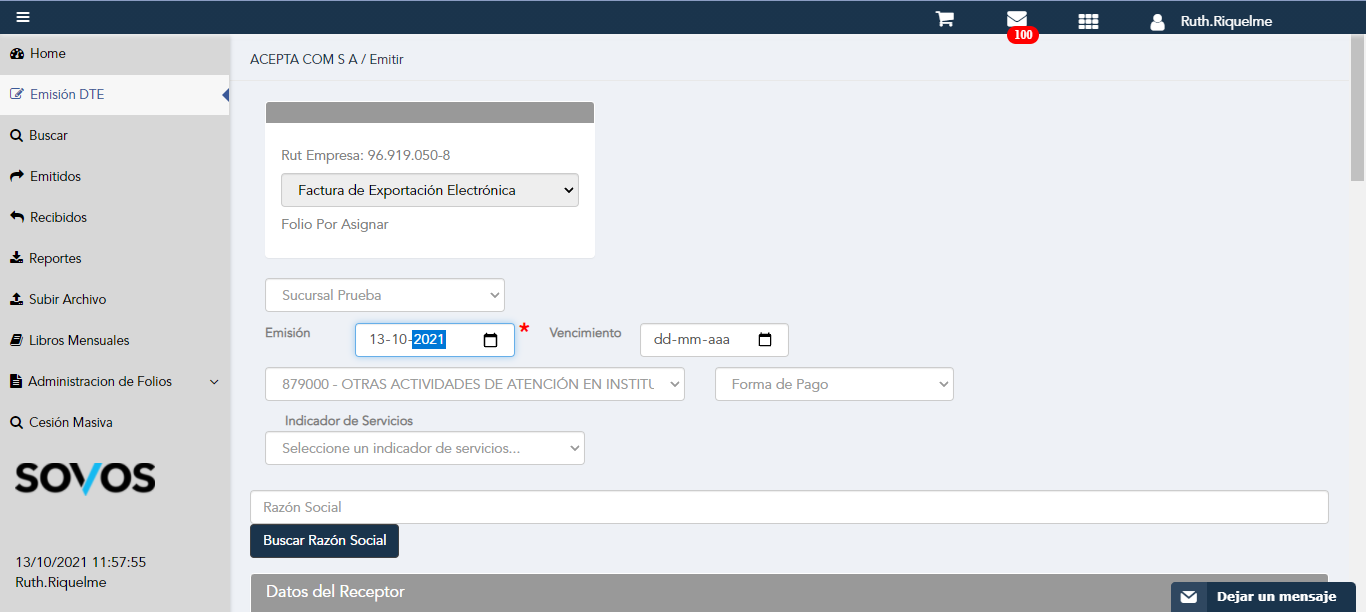 Ruth.Riquelme
100
Home
Emisión DTE
Buscar
Emitidos
Recibidos
Reportes
Subir Archivo
Libros Mensuales
Administracion de Folios
Cesión Masiva
SOVOS
13/10/2021 11:57:55
Ruth.Riquelme
ACEPTA COM S A / Emitir
Rut Empresa: 96.919.050-8
Factura de Exportación Electrónica
Folio Por Asignar
Sucursal Prueba
Emisión 13-10-2021 * Vencimiento dd-mm-aaa
879000 - OTRAS ACTIVIDADES DE ATENCIÓN EN INSTITU Forma de Pago
Indicador de Servicios
Seleccione un indicador de servicios...
Razón Social
Buscar Razón Social
Datos del Receptor
Dejar un mensaje